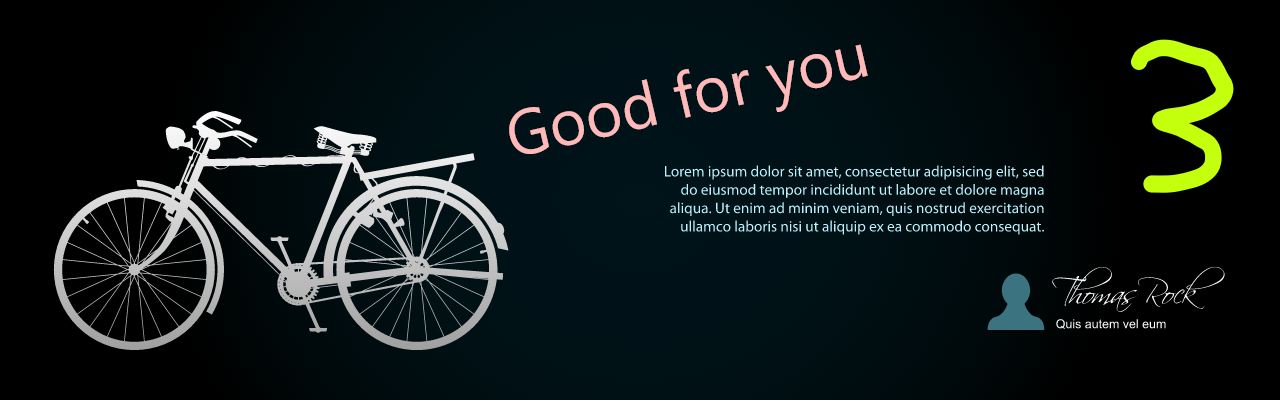 Good for you
3
Lorem ipsum dolor sit amet, consectetur adipisicing elit, sed
do eiusmod tempor incididunt ut labore et dolore magna
aliqua. Ut enim ad minim veniam, quis nostrud exercitation
ullamco laboris nisi ut aliquip ex ea commodo consequat.
Thomas Rock
Quis autem vel eum